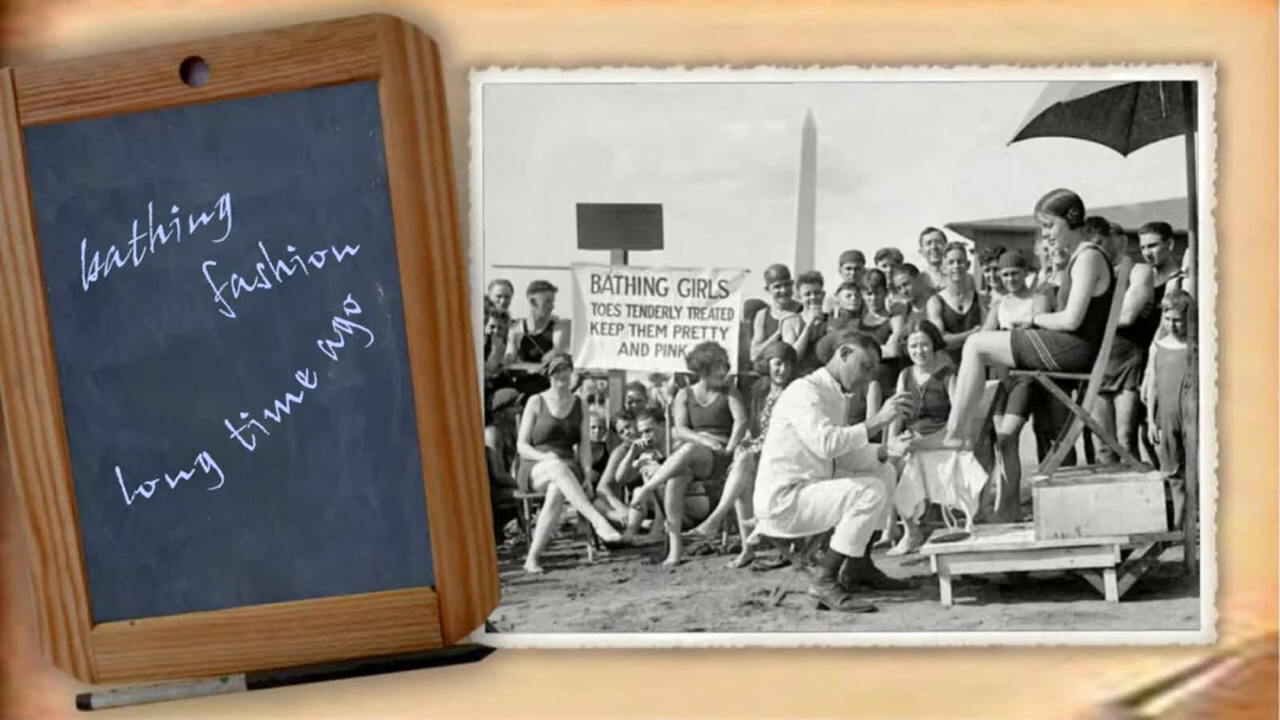 bathing
fashion
long time ago
BATHING GIRLS
TOES TENDERLY TREATED
KEEP THEM PRETTY
AND PINK